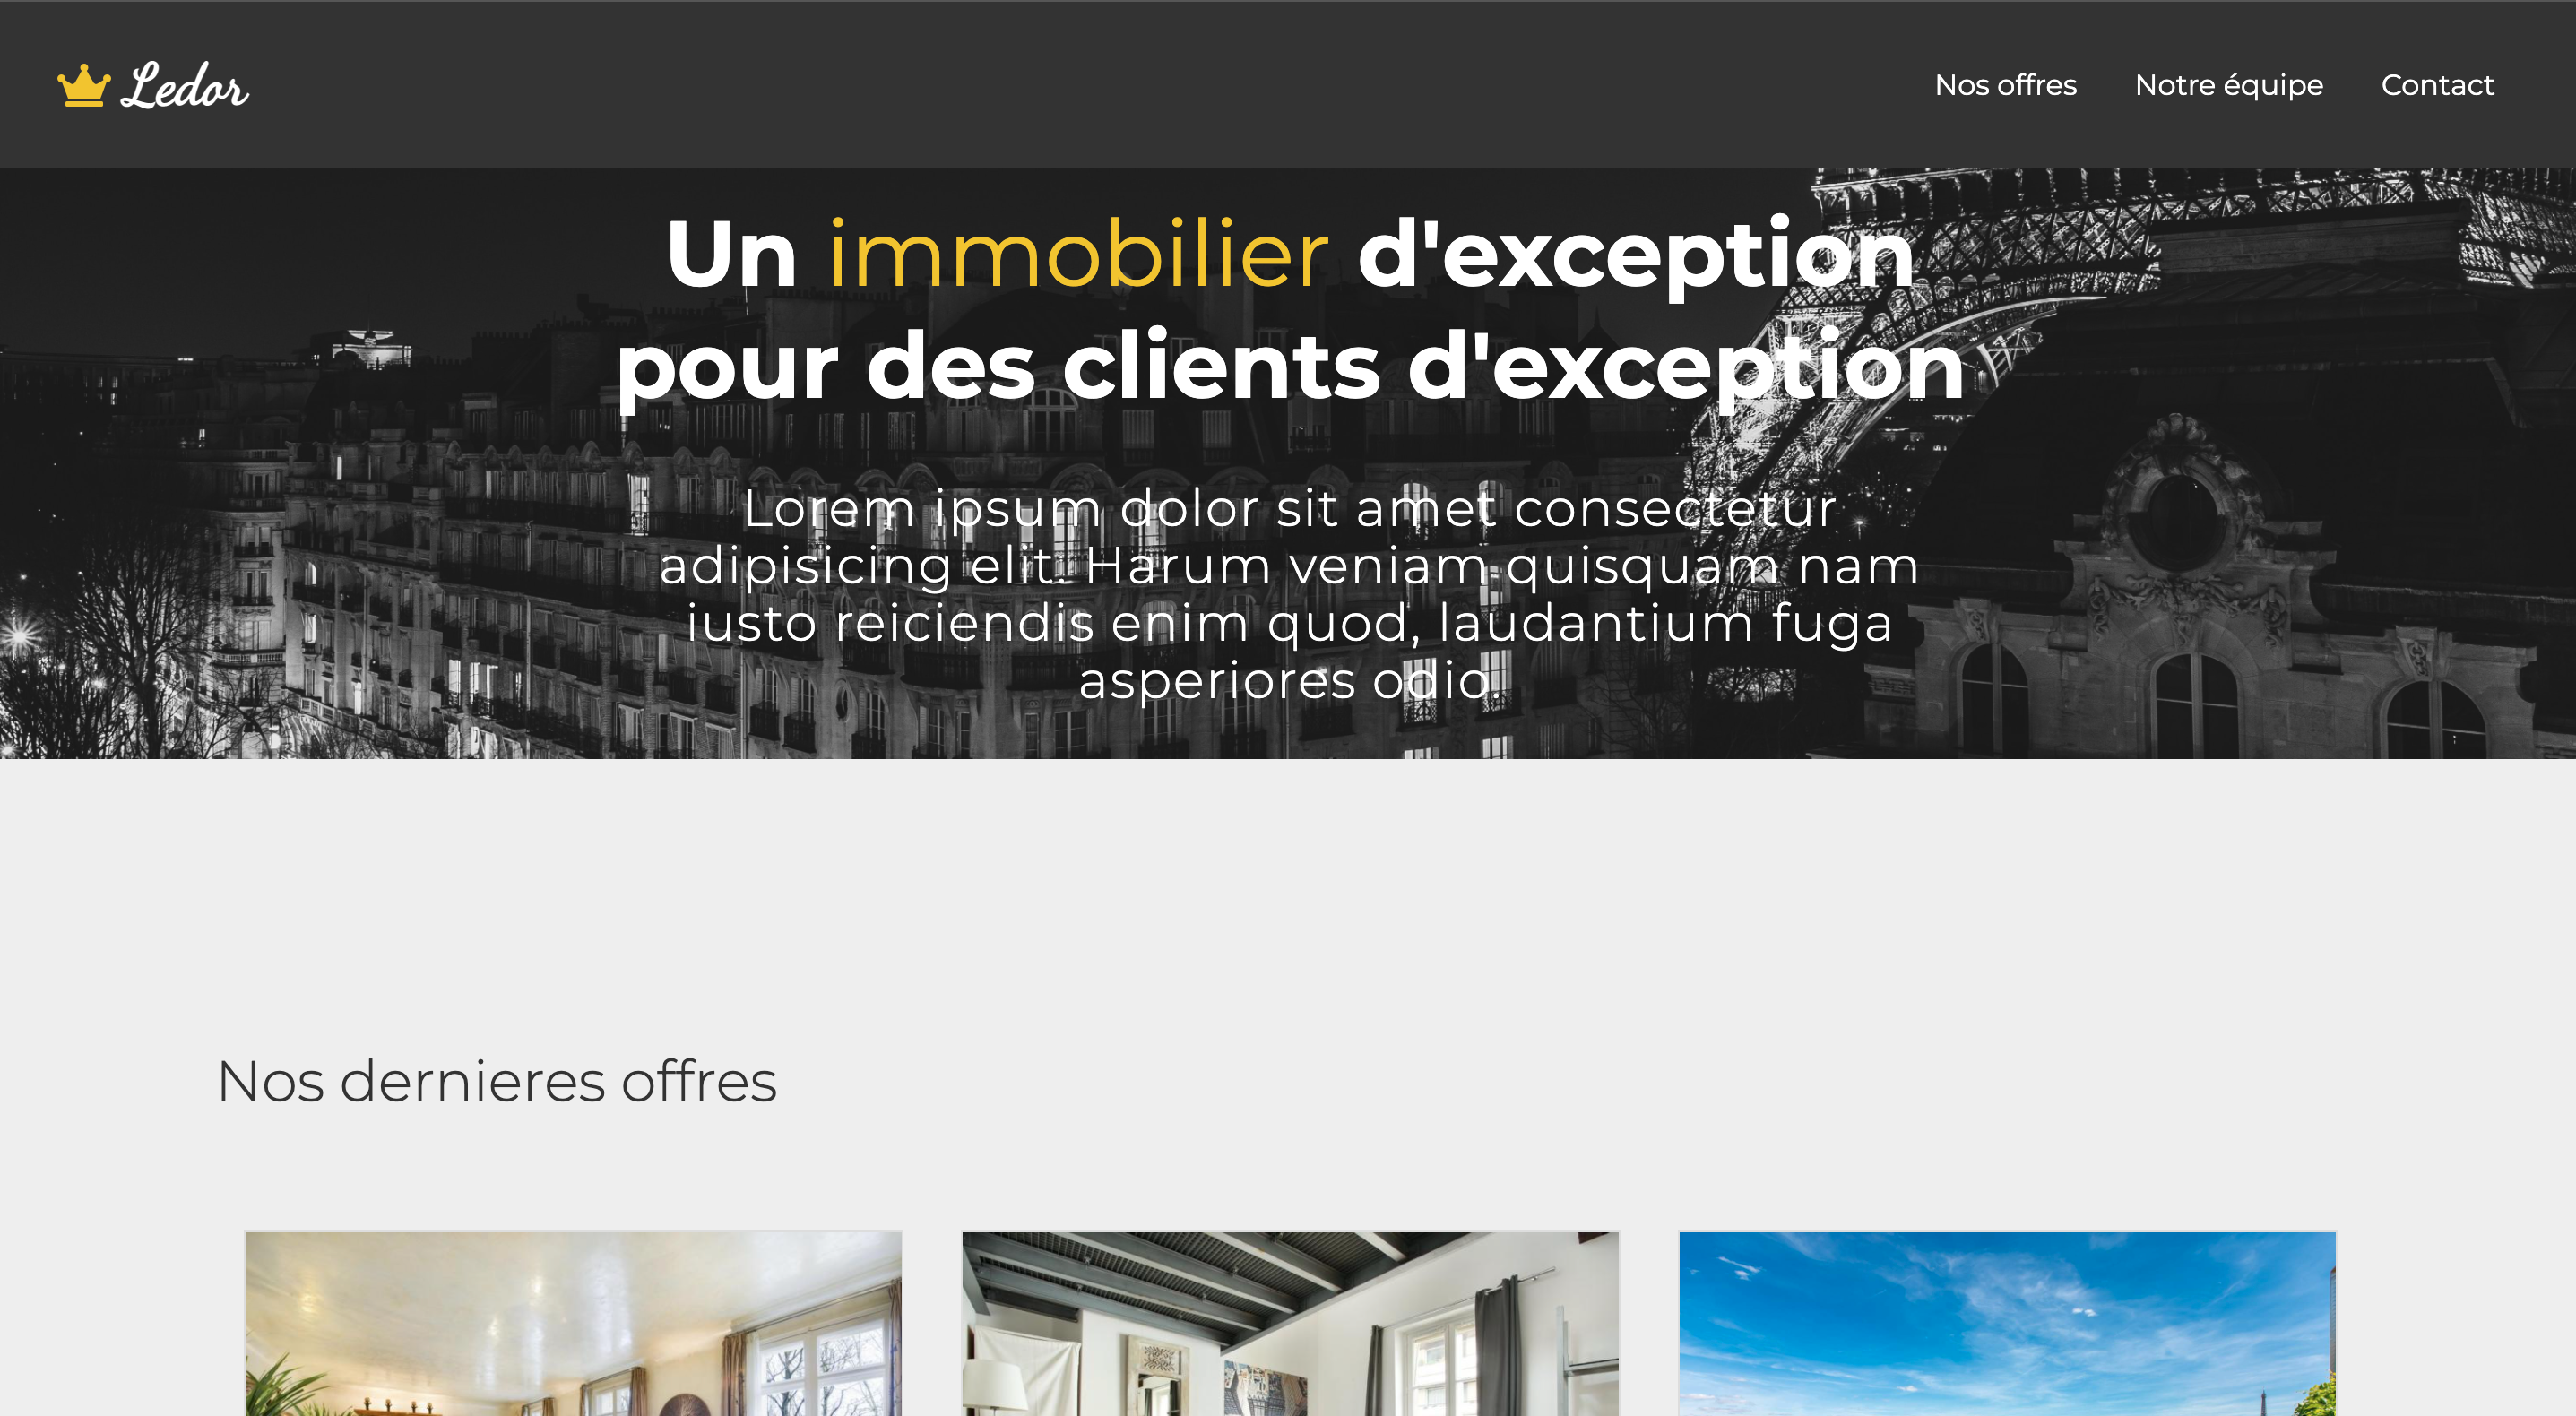 Ledor
Nos offres
Notre équipe
Contact
Un immobilier d'exception
pour des clients d'exception
Lorem ipsum dolor sit amet consectetur
adipisicing elit. Harum veniam quisquam nam
iusto reiciendis enim quod, laudantium fuga
asperiores odio.
Nos dernieres offres